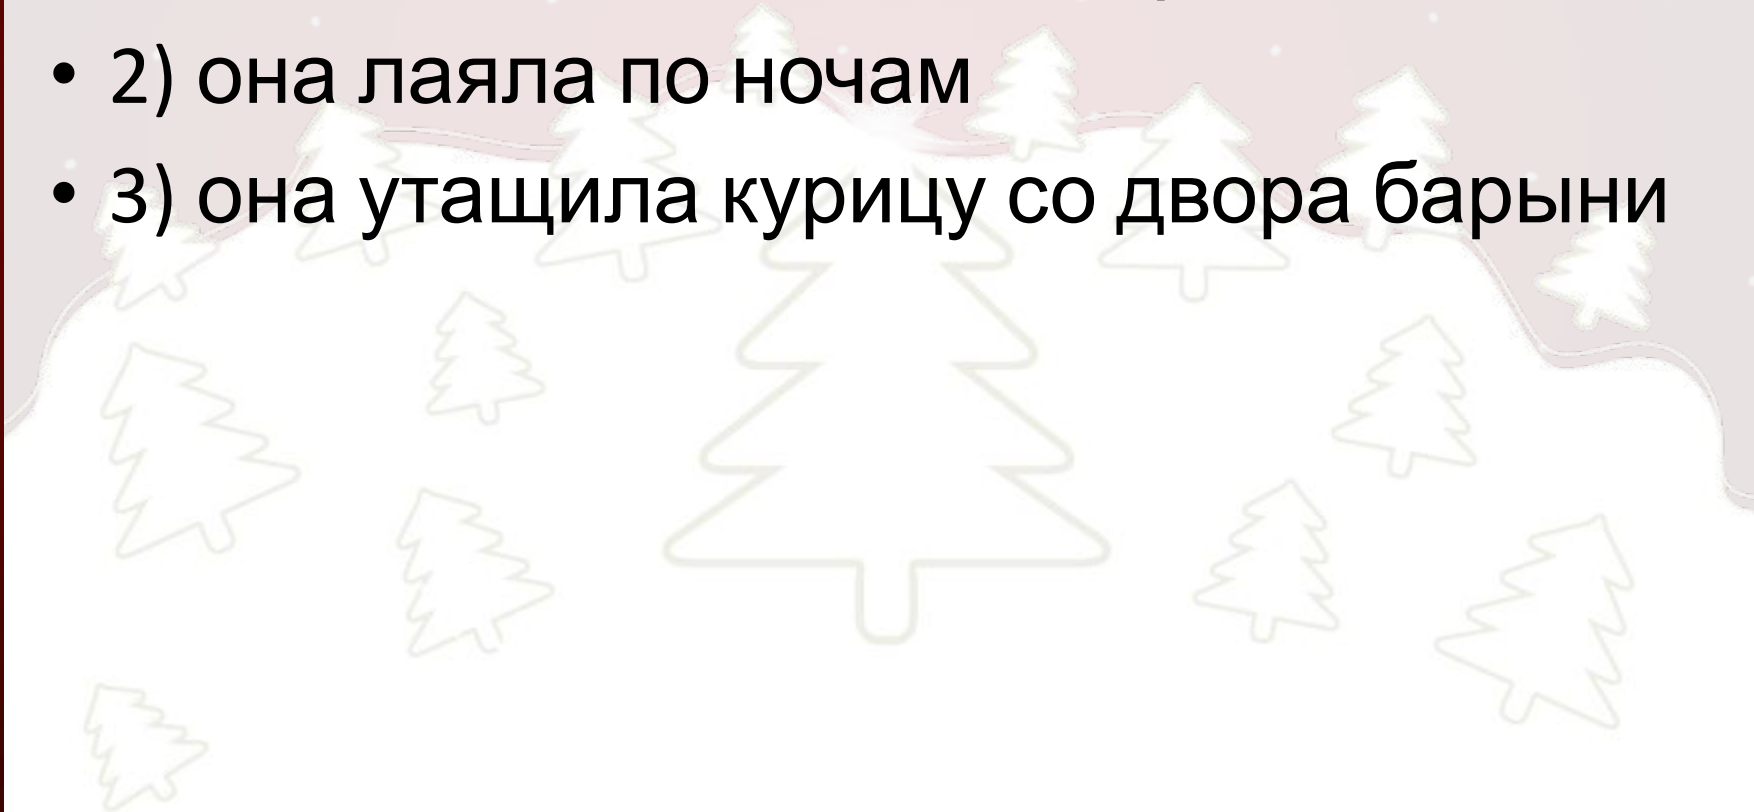 • 2) она лаяла по ночам
• 3) она утащила курицу со двора барыни